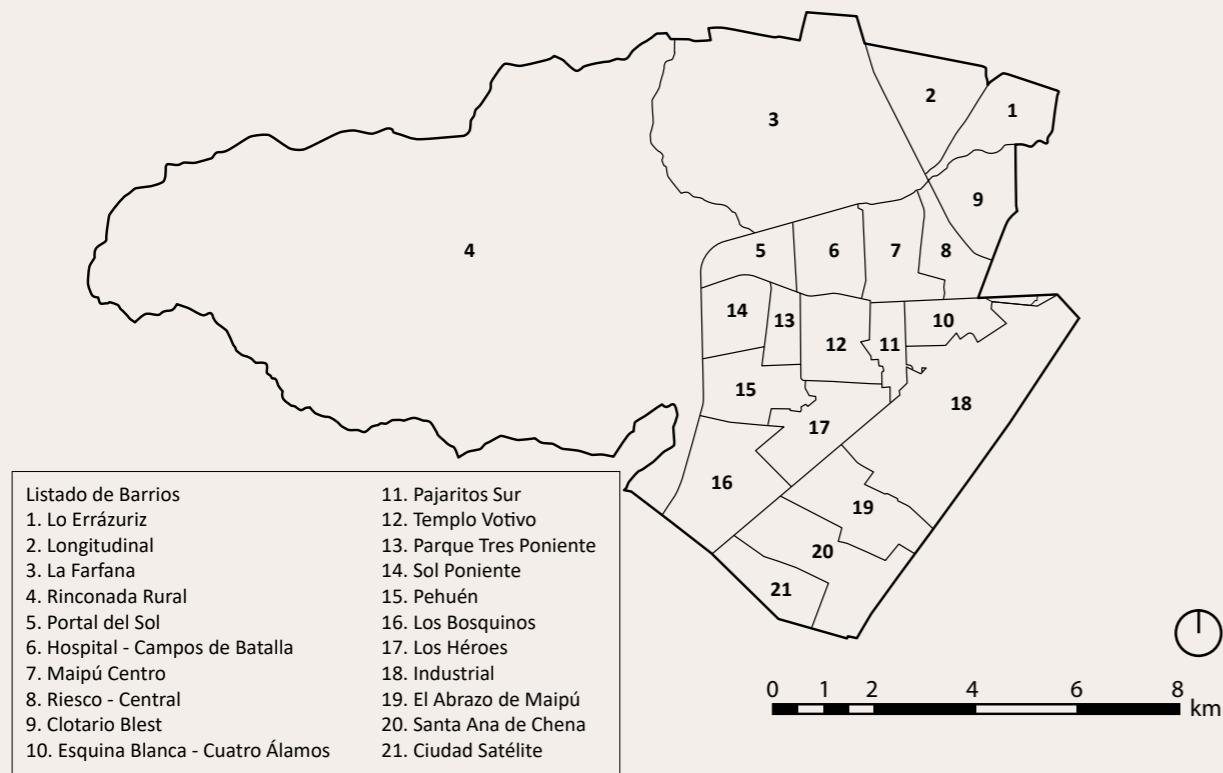 2
1
3
9
4
5
6
7
8
14
13
10
12
11
15
18
17
16
19
20
21
Listado de Barrios
1. Lo Errázuriz
2. Longitudinal
3. La Farfana
4. Rinconada Rural
5. Portal del Sol
6. Hospital - Campos de Batalla
7. Maipú Centro
8. Riesco - Central
9. Clotario Blest
10. Esquina Blanca - Cuatro Álamos
11. Pajaritos Sur
12. Templo Votivo
13. Parque Tres Poniente
14. Sol Poniente
15. Pehuén
16. Los Bosquinos
17. Los Héroes
18. Industrial
19. El Abrazo de Maipú
20. Santa Ana de Chena
21. Ciudad Satélite
0 1 2 4 6 8
km